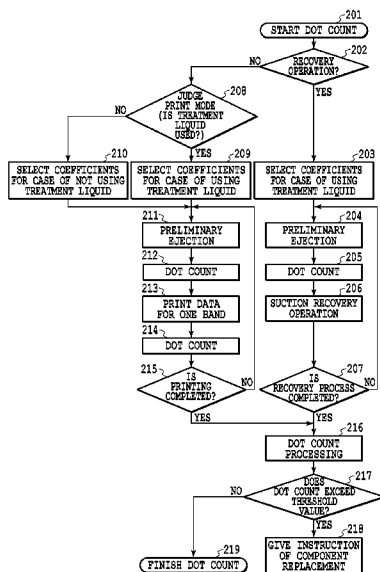 201
START DOT COUNT
202
RECOVERY
OPERATION?
NO
YES
208
JUDGE
PRINT MODE
(IS TREATMENT
LIQUID
USED?)
NO
YES
210
SELECT COEFFICIENTS
FOR CASE OF NOT USING
TREATMENT LIQUID
209
SELECT COEFFICIENTS
FOR CASE OF USING
TREATMENT LIQUID
203
SELECT COEFFICIENTS
FOR CASE OF USING
TREATMENT LIQUID
211
PRELIMINARY
EJECTION
212
DOT COUNT
213
PRINT DATA
FOR ONE BAND
214
DOT COUNT
215
IS
PRINTING
COMPLETED?
NO
YES
204
PRELIMINARY
EJECTION
205
DOT COUNT
206
SUCTION RECOVERY
OPERATION
207
IS
RECOVERY PROCESS
COMPLETED?
NO
YES
216
DOT COUNT
PROCESSING
217
DOES
DOT COUNT EXCEED
THRESHOLD
VALUE?
NO
YES
219
FINISH DOT COUNT
218
GIVE INSTRUCTION
OF COMPONENT
REPLACEMENT